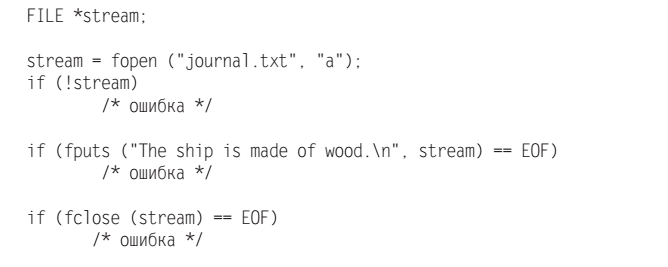 FILE *stream;
stream = fopen ("journal.txt", "a");
if (!stream)
/* ошибка */
if (fputs ("The ship is made of wood.\n", stream) == EOF)
/* ошибка */
if (fclose (stream) == EOF)
/* ошибка */